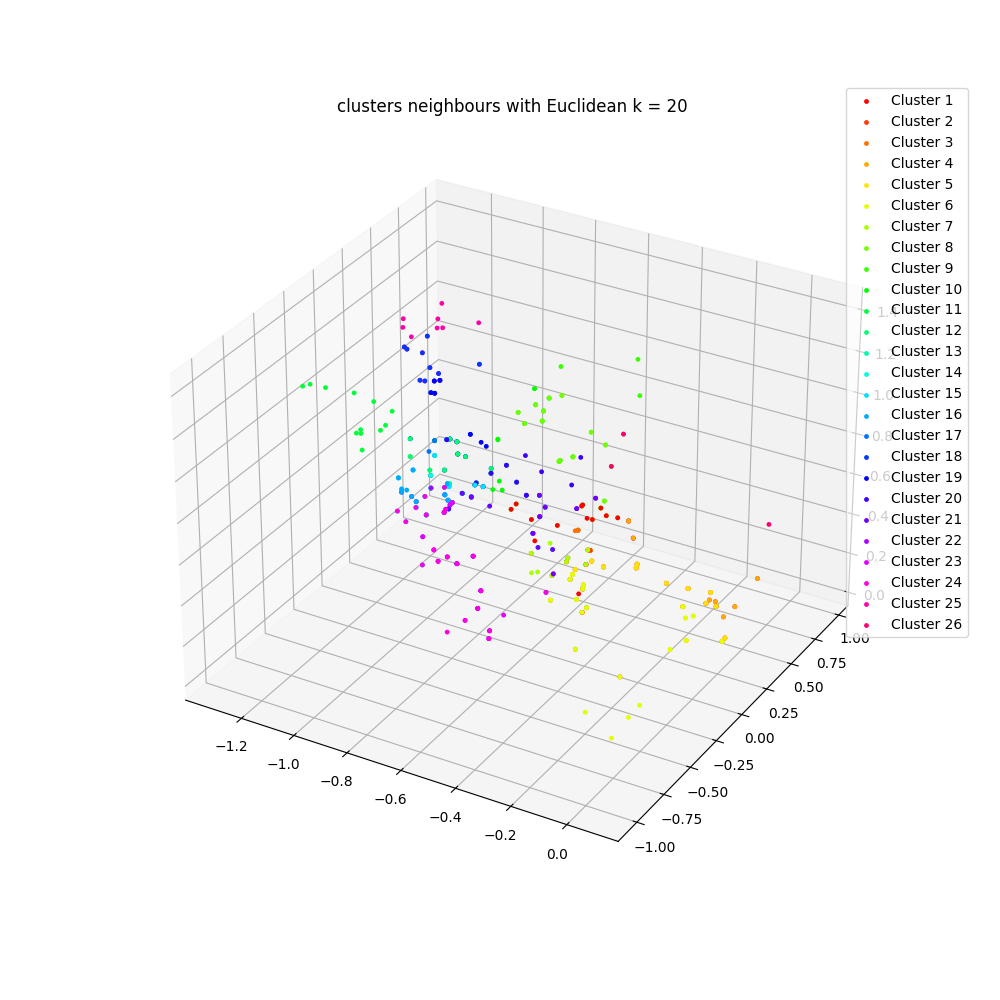 clusters neighbours with Euclidean k = 20
Cluster 1
Cluster 2
Cluster 3
Cluster 4
Cluster 5
Cluster 6
Cluster 7
Cluster 8
Cluster 9
Cluster 10
Cluster 11
Cluster 12
Cluster 13
Cluster 14
Cluster 15
Cluster 16
Cluster 17
Cluster 18
Cluster 19
Cluster 20
Cluster 21
Cluster 22
Cluster 23
Cluster 24
Cluster 25
Cluster 26
1.4
1.2
1.0
0.8
0.6
0.4
0.2
0.0
1.00
0.75
0.50
0.25
0.00
−0.25
−0.50
−0.75
−1.00
−1.2
−1.0
−0.8
−0.6
−0.4
−0.2
0.0